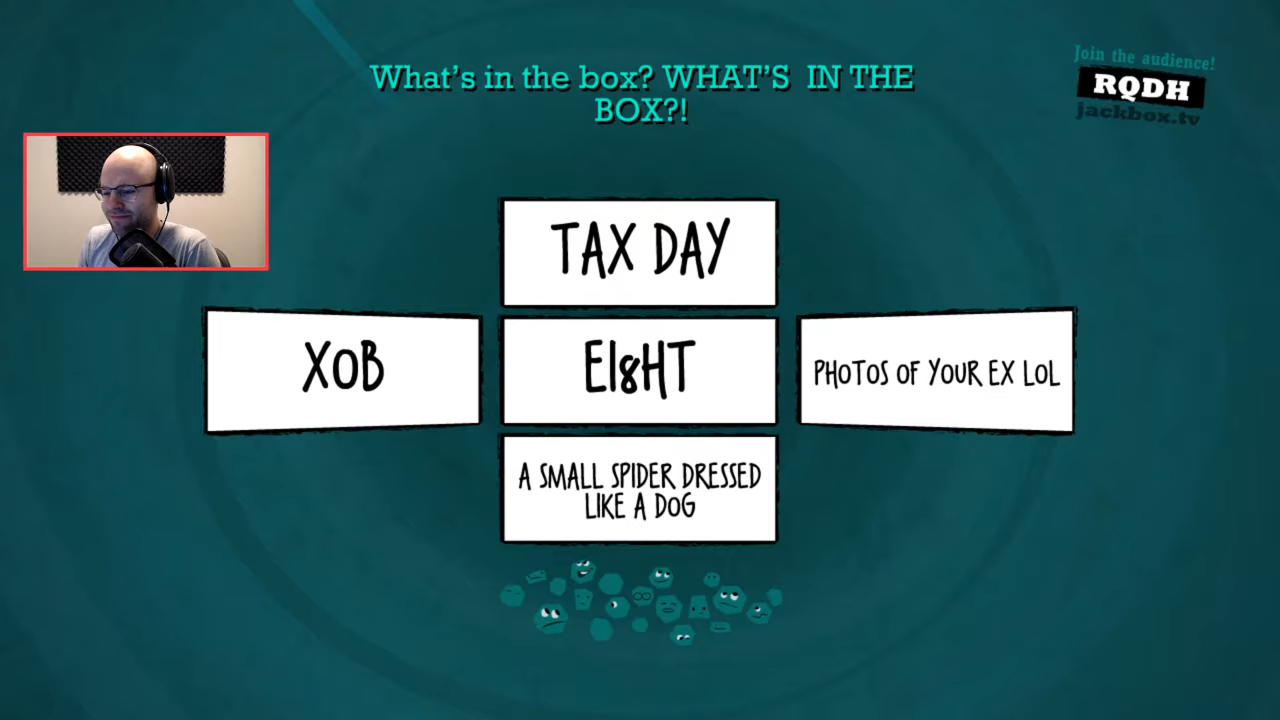 What's in the box? WHAT'S IN THE
BOX?!
Join the audience!
RQDH
jackbox.tv
TAX DAY
XOB
EI8HT
PHOTOS OF YOUR EX LOL
A SMALL SPIDER DRESSED
LIKE A DOG